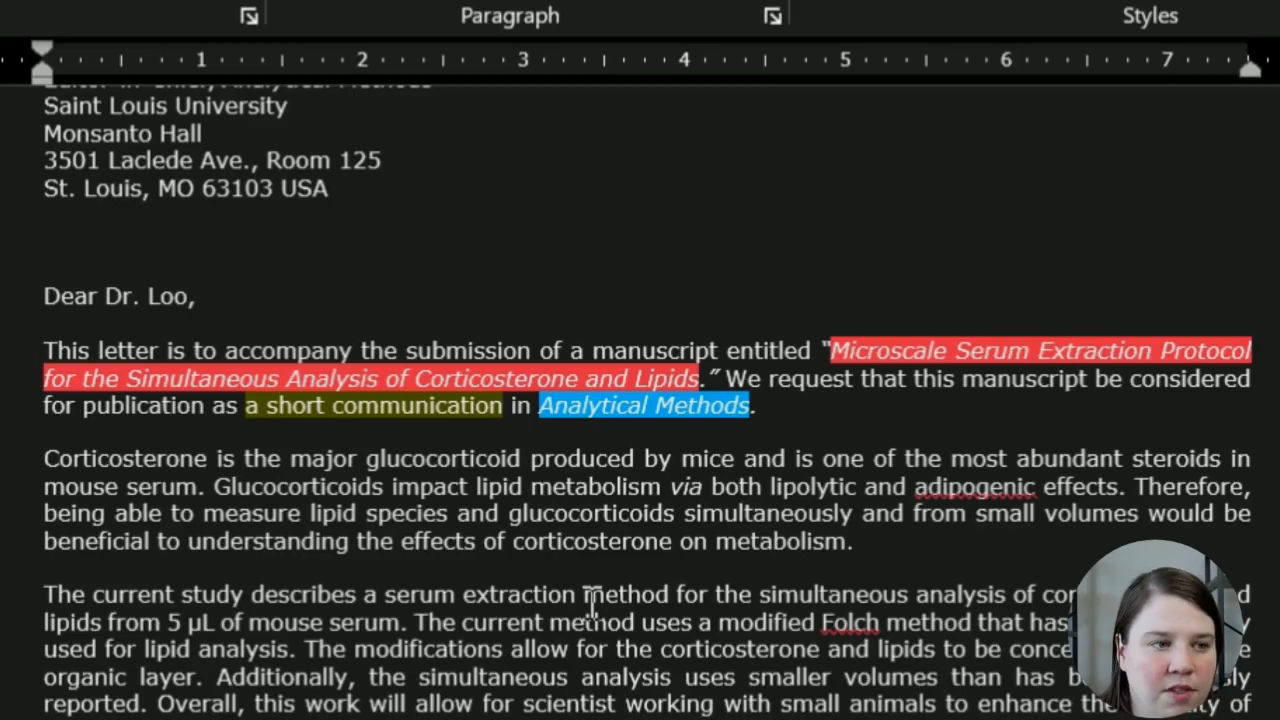 Paragraph
Styles
1 2 3 4 5 6 7
Saint Louis University
Monsanto Hall
3501 Laclede Ave., Room 125
St. Louis, MO 63103 USA
Dear Dr. Loo,
This letter is to accompany the submission of a manuscript entitled "Microscale Serum Extraction Protocol
for the Simultaneous Analysis of Corticosterone and Lipids." We request that this manuscript be considered
for publication as a short communication in Analytical Methods.
Corticosterone is the major glucocorticoid produced by mice and is one of the most abundant steroids in
mouse serum. Glucocorticoids impact lipid metabolism via both lipolytic and adipogenic effects. Therefore,
being able to measure lipid species and glucocorticoids simultaneously and from small volumes would be
beneficial to understanding the effects of corticosterone on metabolism.
The current study describes a serum extraction method for the simultaneous analysis of
lipids from 5 µL of mouse serum. The current method uses a modified Folch method that has
used for lipid analysis. The modifications allow for the corticosterone and lipids to be
organic layer. Additionally, the simultaneous analysis uses smaller volumes than has
reported. Overall, this work will allow for scientist working with small animals to enhance the of